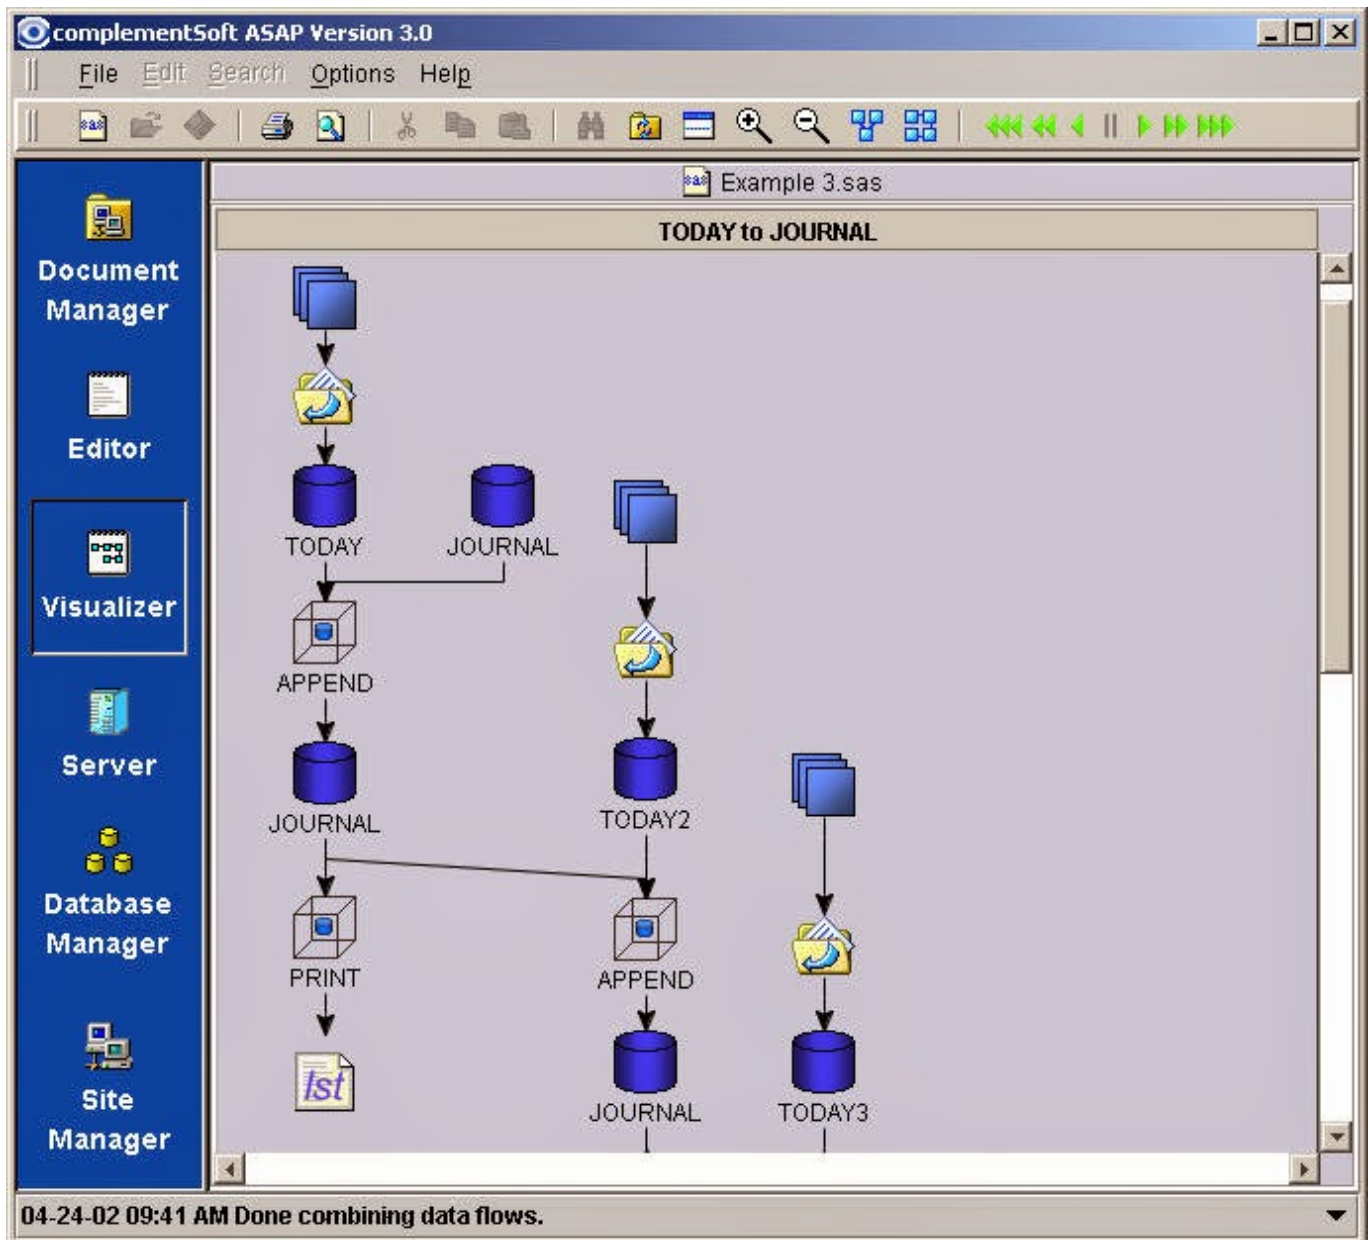 complementSoft ASAP Version 3.0
File Edit Search Options Help
sas
sas Example 3.sas
TODAY to JOURNAL
Document
Manager
Editor
Visualizer
Server
Database
Manager
Site
Manager
TODAY
JOURNAL
APPEND
JOURNAL
TODAY2
PRINT
APPEND
lst
JOURNAL
TODAY3
04-24-02 09:41 AM Done combining data flows.